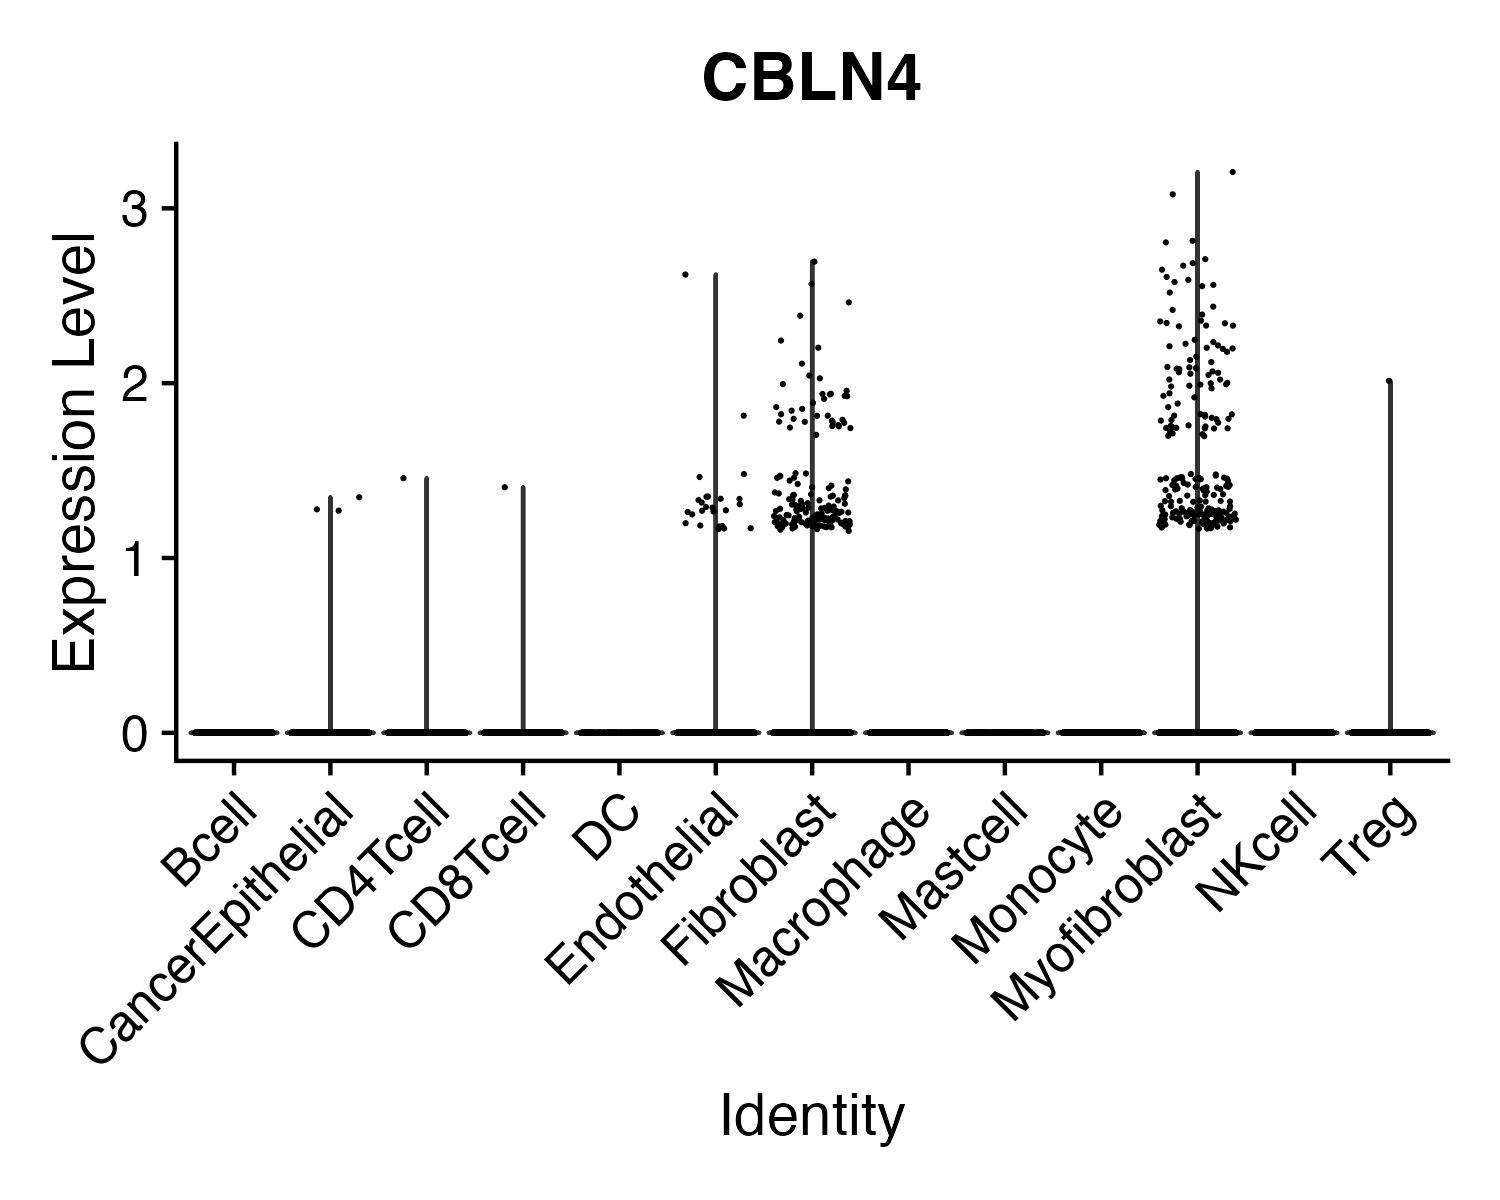 CBLN4
Expression Level
3
2
1
0
Bcell
CancerEpithelial
CD4Tcell
CD8Tcell
DC
Endothelial
Fibroblast
Macrophage
Mastcell
Monocyte
Myofibroblast
NKcell
Treg
Identity